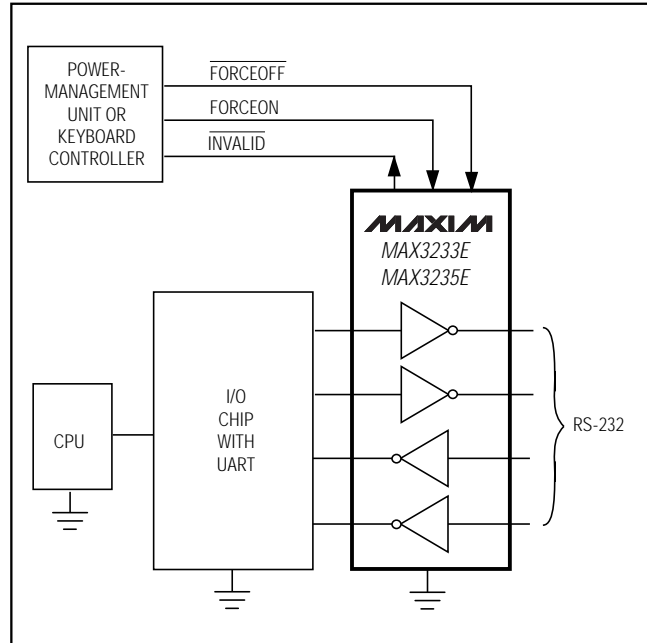 POWER-
MANAGEMENT
UNIT OR
KEYBOARD
CONTROLLER
FORCEOFF
FORCEON
INVALID
MAXIM
MAX3233E
MAX3235E
I/O
CHIP
WITH
UART
CPU
RS-232